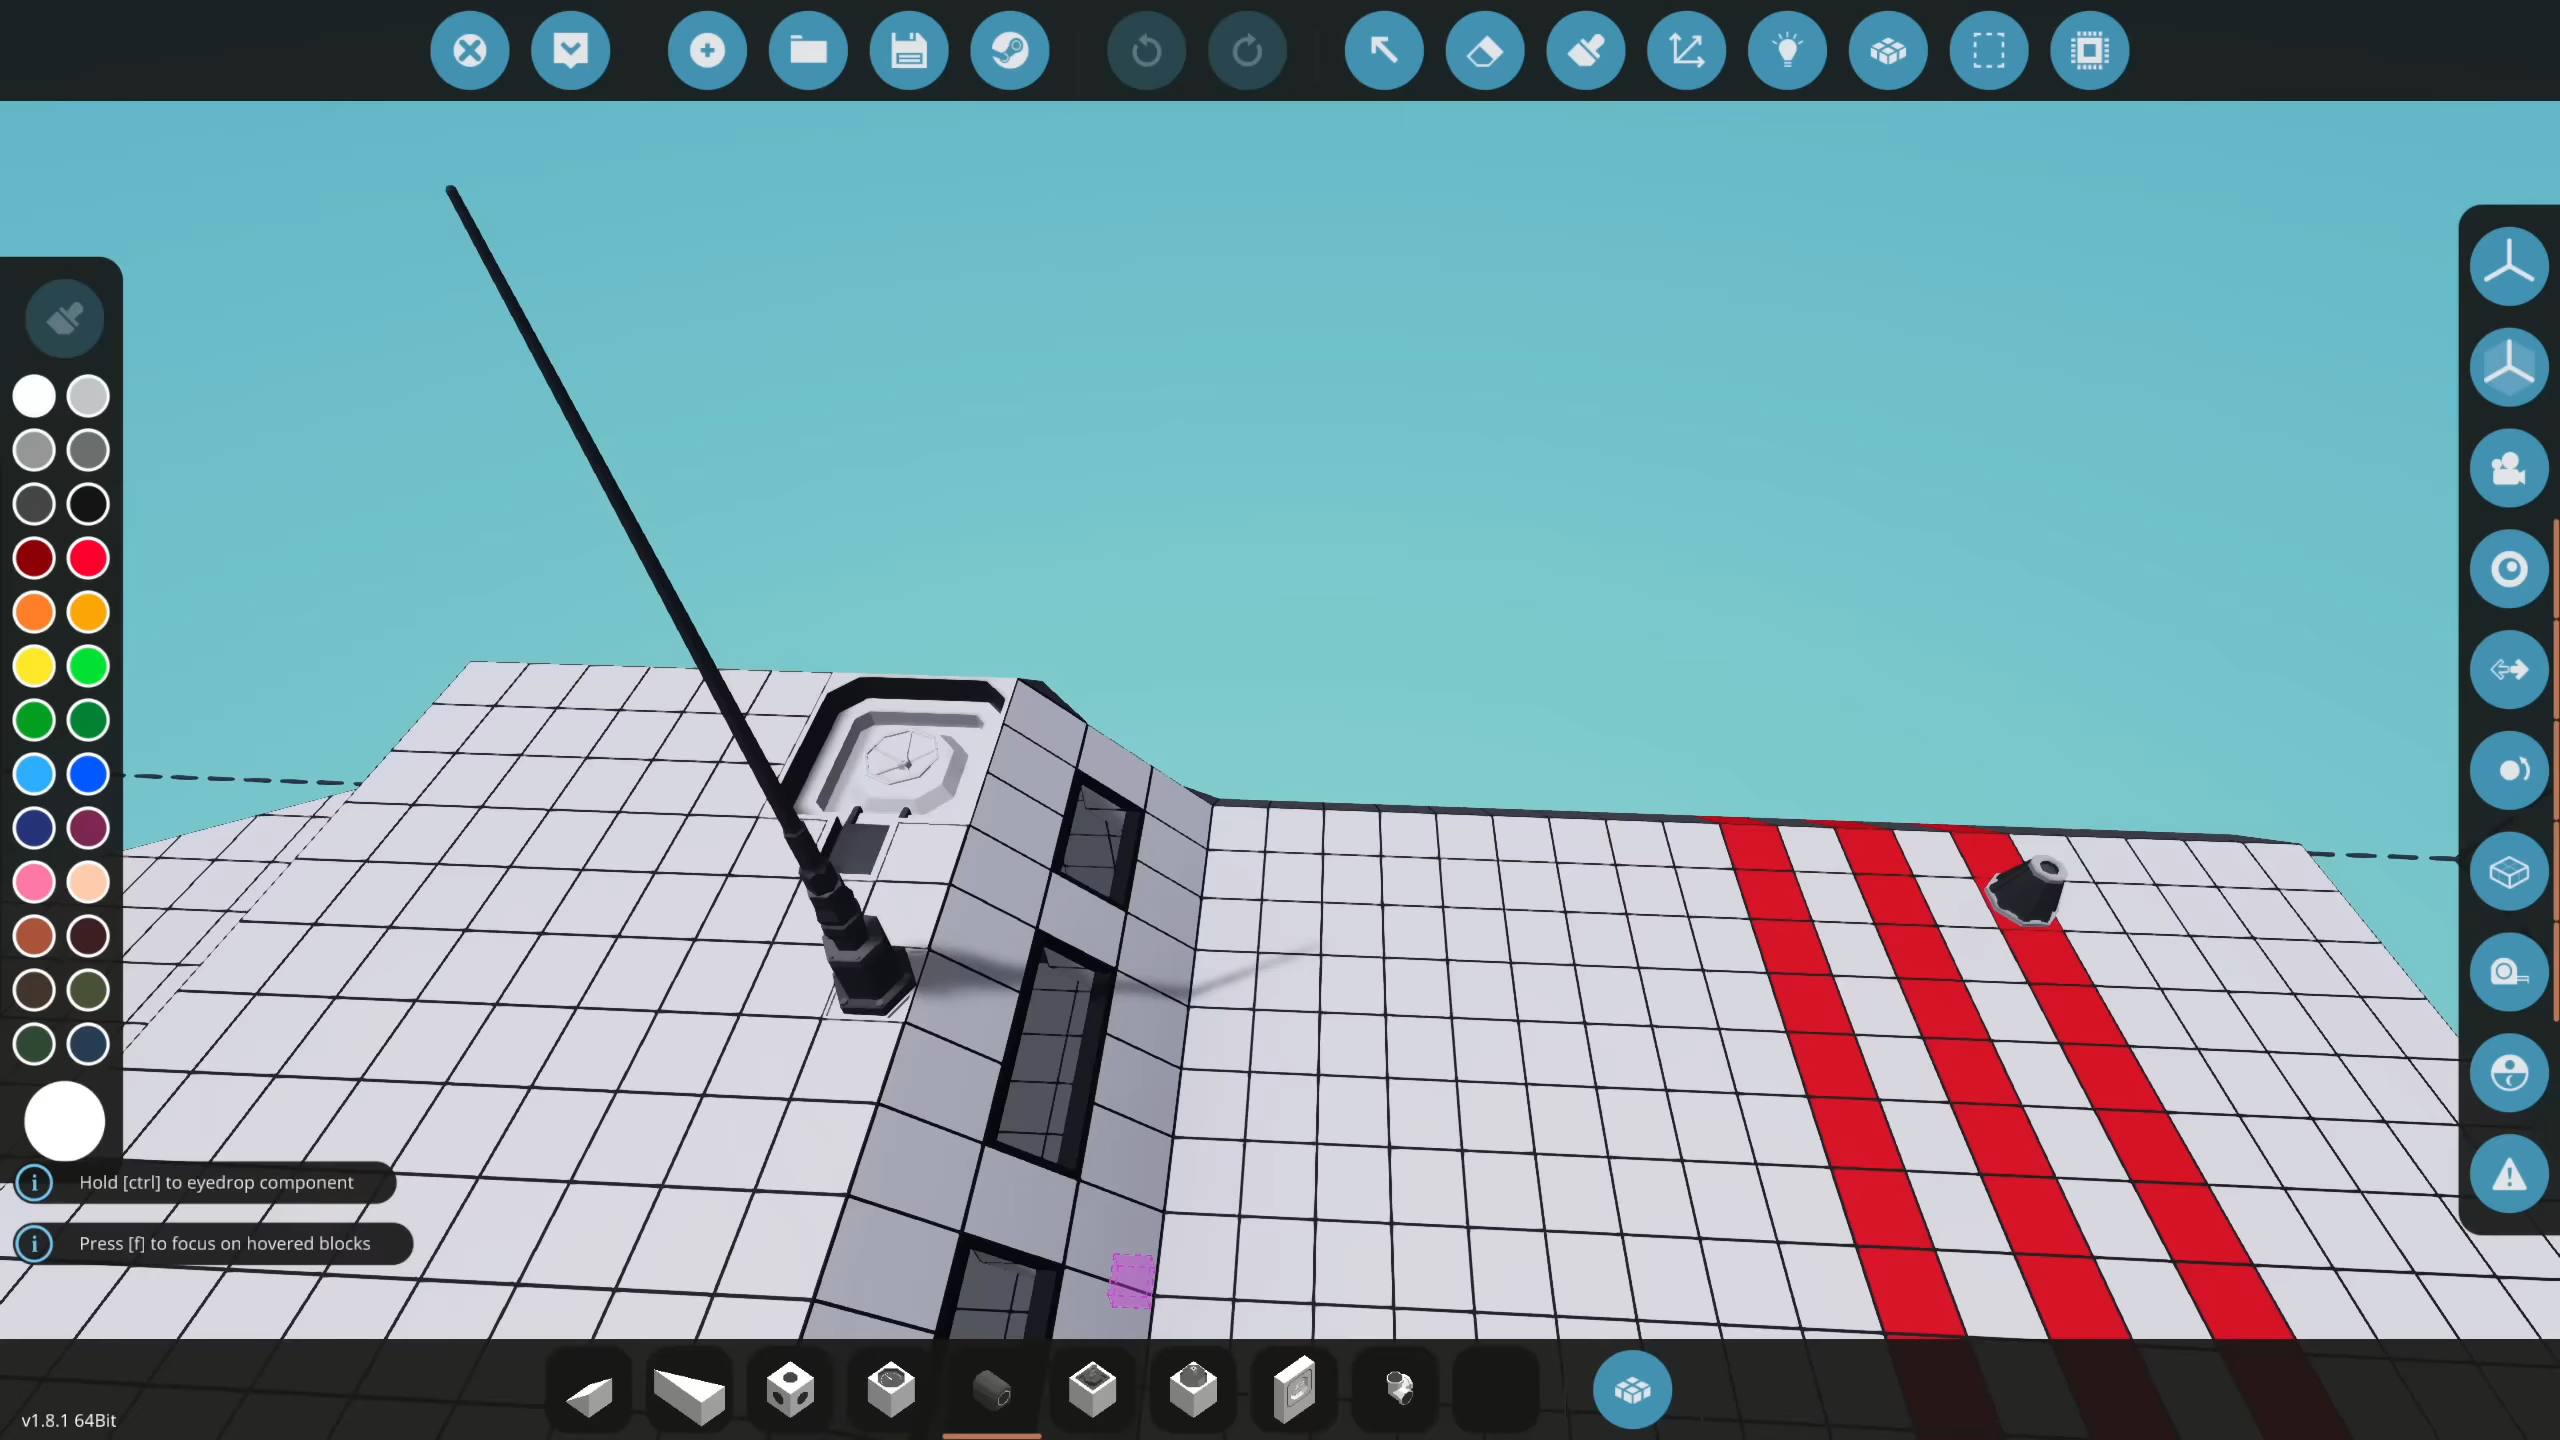 Hold [ctrl] to eyedrop component
Press [f] to focus on hovered blocks
v1.8.1 64Bit